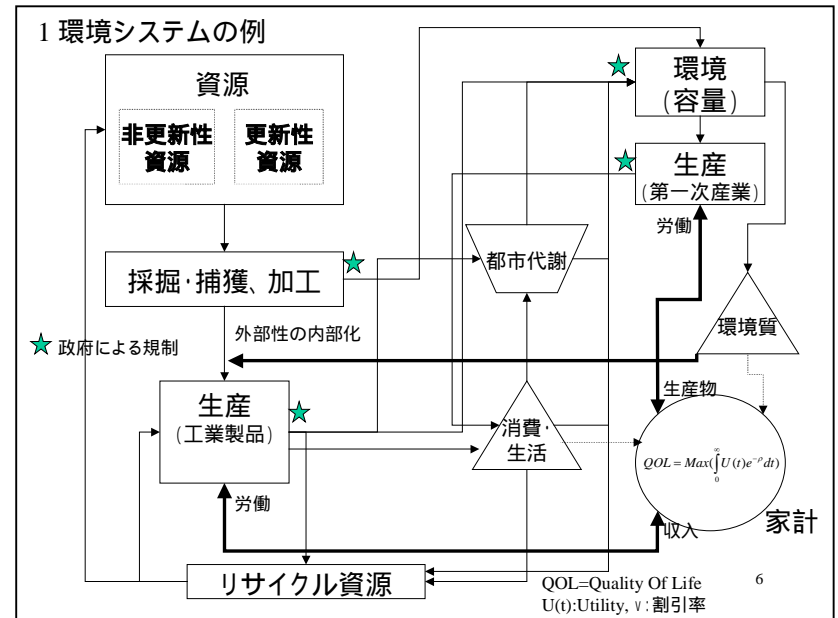 1 環境システムの例
資源
非更新性
資源
更新性
資源
採掘・捕獲、加工
外部性の内部化
政府による規制
生産
(工業製品)
労働
リサイクル資源
都市代謝
消費・
生活
環境
(容量)
生産
(第一次産業)
労働
環境質
生産物
QOL = Max(∫₀^∞ U(t)e^{-ρ} dt)
家計
収入
QOL=Quality Of Life
U(t):Utility, ν:割引率
6